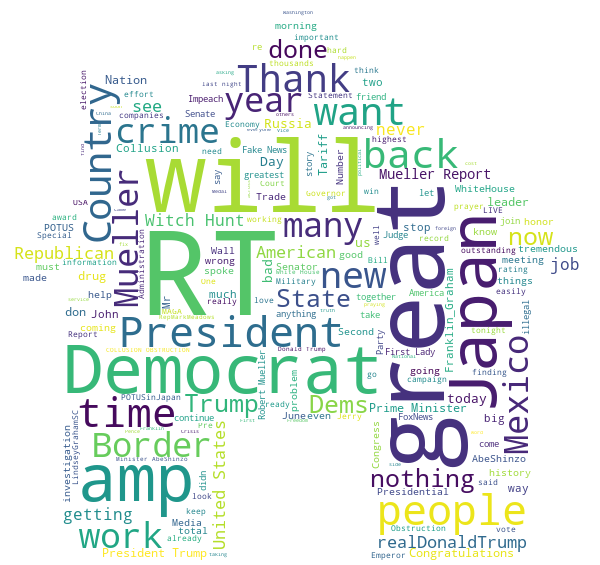 Washington
morning
important
done
re
hard
thousands
Thank
think
last night
asking
Nation
effort
Impeach
year
want
two
election
see
companies
Statement
friend
Country
crime
Senate
Russia
back
never
Collusion
Economy
others
vice
announcing
highest
will
need
Fake News
Tariff
Day
story
Number
Mueller Report
say
greatest
Court
Governor
win
let
WhiteHouse
USA
Mueller
Trade
leader
award
Witch Hunt
working
prayer
LIVE
POTUS
RT
many
great
join
honor
Special
Wall
American
us
stop
know
Judge
record
outstanding
now
Republican
wrong
Senator
good
well
Bill
tremendous
information
spoke
bad
new
meeting
job
must
drug
One
White House
Military
rating
made
help
much
State
together
America
things
don
John
Mr
really
love
anything
take
easily
illegal
coming
MAGA
Party
Franklin_Graham
Japan
Report
Administration
President
Second
tonight
First Lady
going
finding
POTUSinJapan
Donald Trump
campaign
FoxNews
Democrat
go
Robert Mueller
problem
Prime Minister
today
big
Mexico
time
Trump
Dems
continue
Pre
ready
Juneeven
Jerry
come
AbeShinzo
LindseyGrahamSC
investigation
Border
Congress
nothing
history
said
way
Minister AbeShinzo
didn
United States
Presidential
amp
look
keep
people
getting
Media
total
Obstruction
vote
work
already
realDonaldTrump
President Trump
taking
Emperor
Congratulations